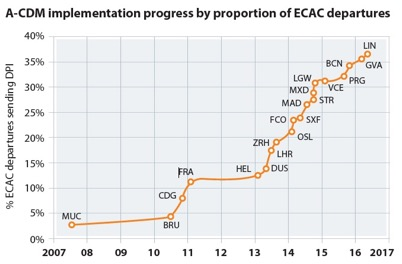 A-CDM implementation progress by proportion of ECAC departures
% ECAC departures sending DPI
40%
35%
30%
25%
20%
15%
10%
5%
0%
2007 08 09 10 11 12 13 14 15 16 2017
MUC
BRU
CDG
FRA
HEL
DUS
ZRH
LHR
OSL
FCO
SXF
MAD
STR
MXD
LGW
VCE
PRG
BCN
GVA
LIN